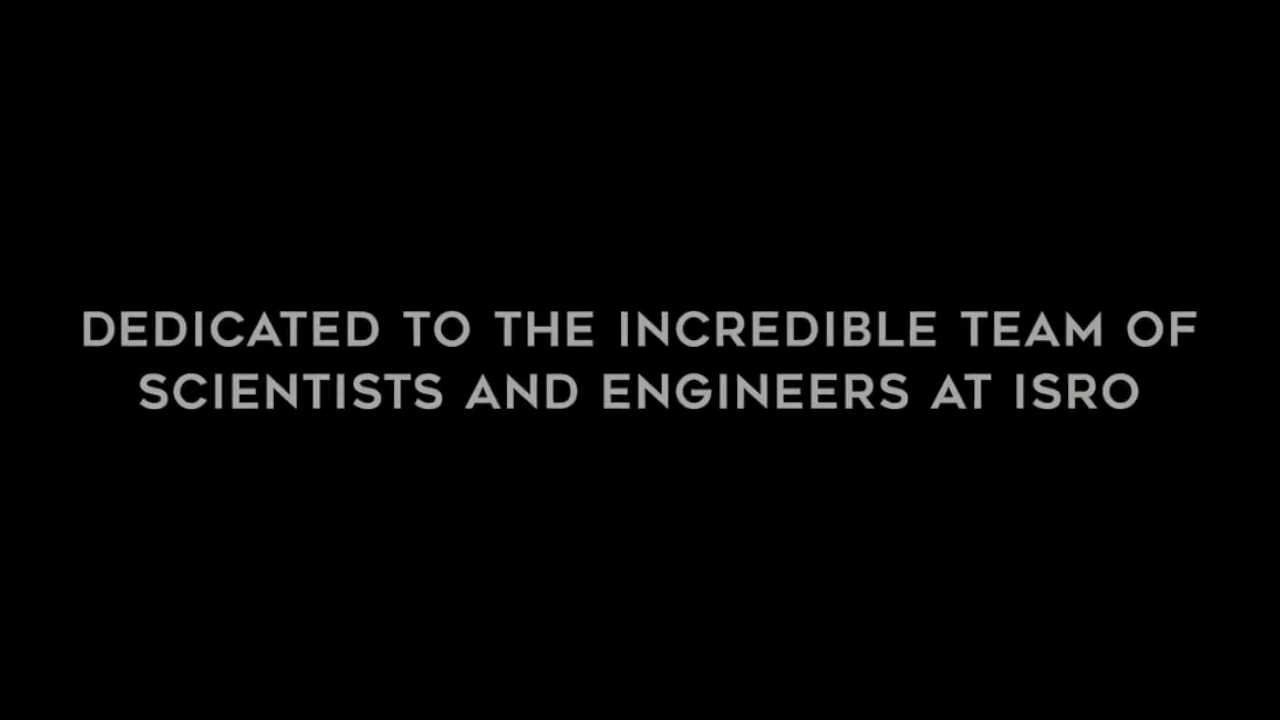 DEDICATED TO THE INCREDIBLE TEAM OF
SCIENTISTS AND ENGINEERS AT ISRO